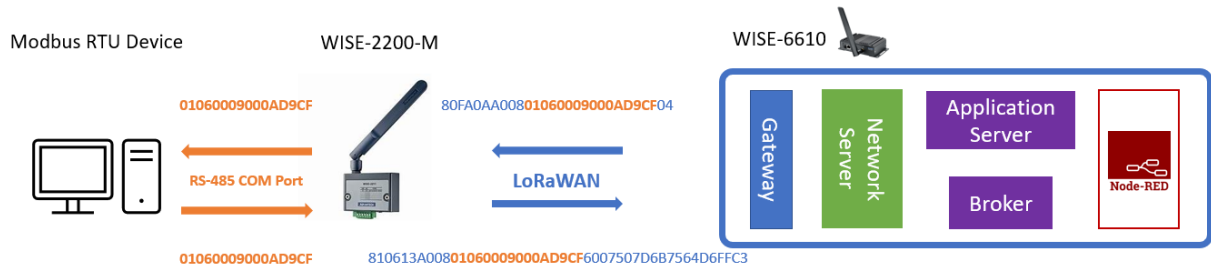 Modbus RTU Device
WISE-2200-M
WISE-6610
01060009000AD9CF
80FA0AA00801060009000AD9CF04
RS-485 COM Port
LoRaWAN
01060009000AD9CF
810613A00801060009000AD9CF6007507D6B7564D6FFC3
Gateway
Network
Server
Application
Server
Broker
Node-RED